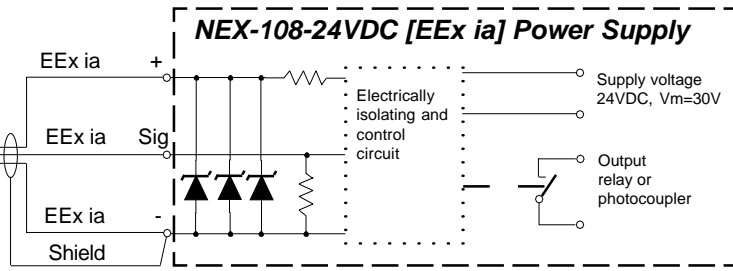 NEX-108-24VDC [EEx ia] Power Supply
EEx ia +
EEx ia Sig
EEx ia -
Shield
Electrically
isolating and
control
circuit
Supply voltage
24VDC, Vm=30V
Output
relay or
photocoupler